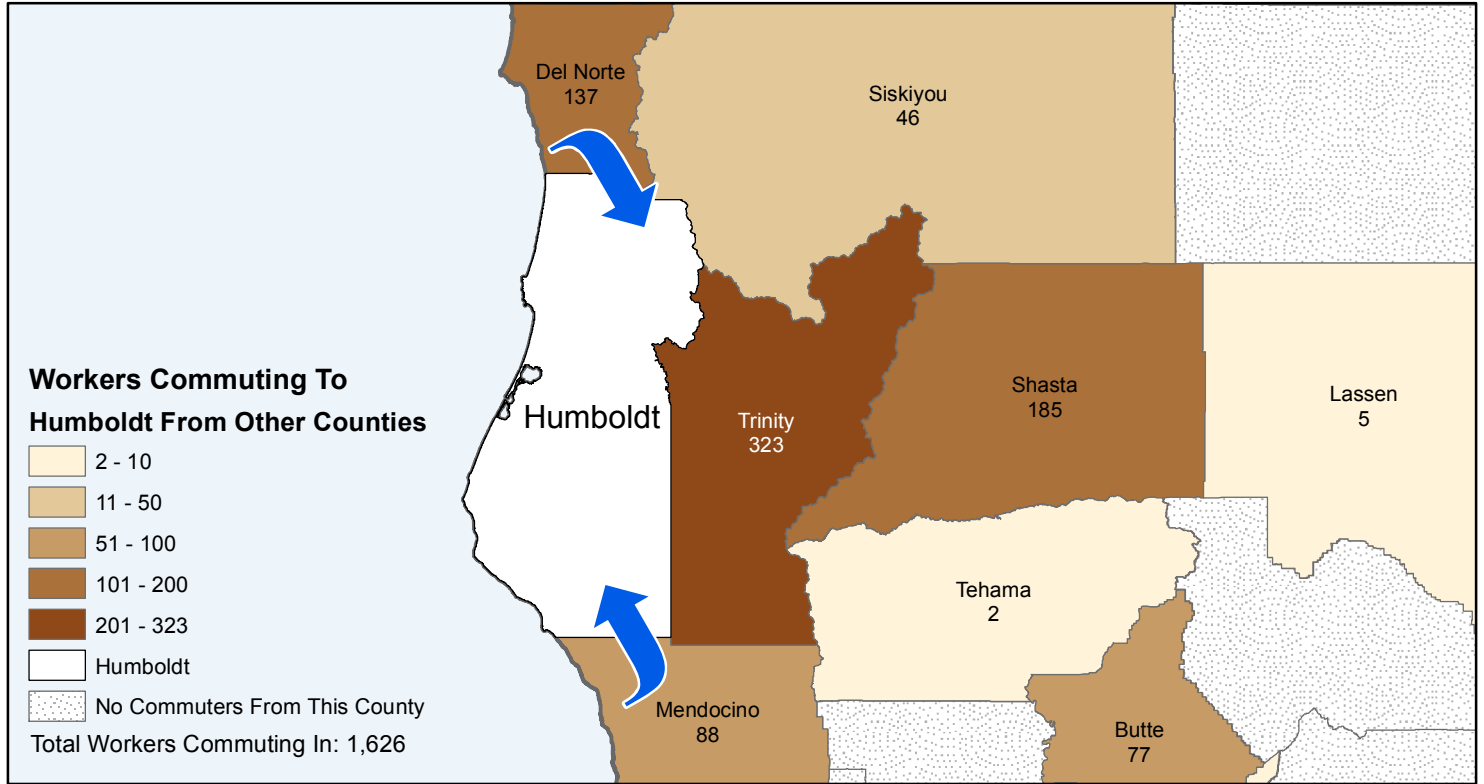 Del Norte
137
Siskiyou
46
Humboldt
Trinity
323
Shasta
185
Lassen
5
Tehama
2
Mendocino
88
Butte
77
Workers Commuting To
Humboldt From Other Counties
2 - 10
11 - 50
51 - 100
101 - 200
201 - 323
Humboldt
No Commuters From This County
Total Workers Commuting In: 1,626